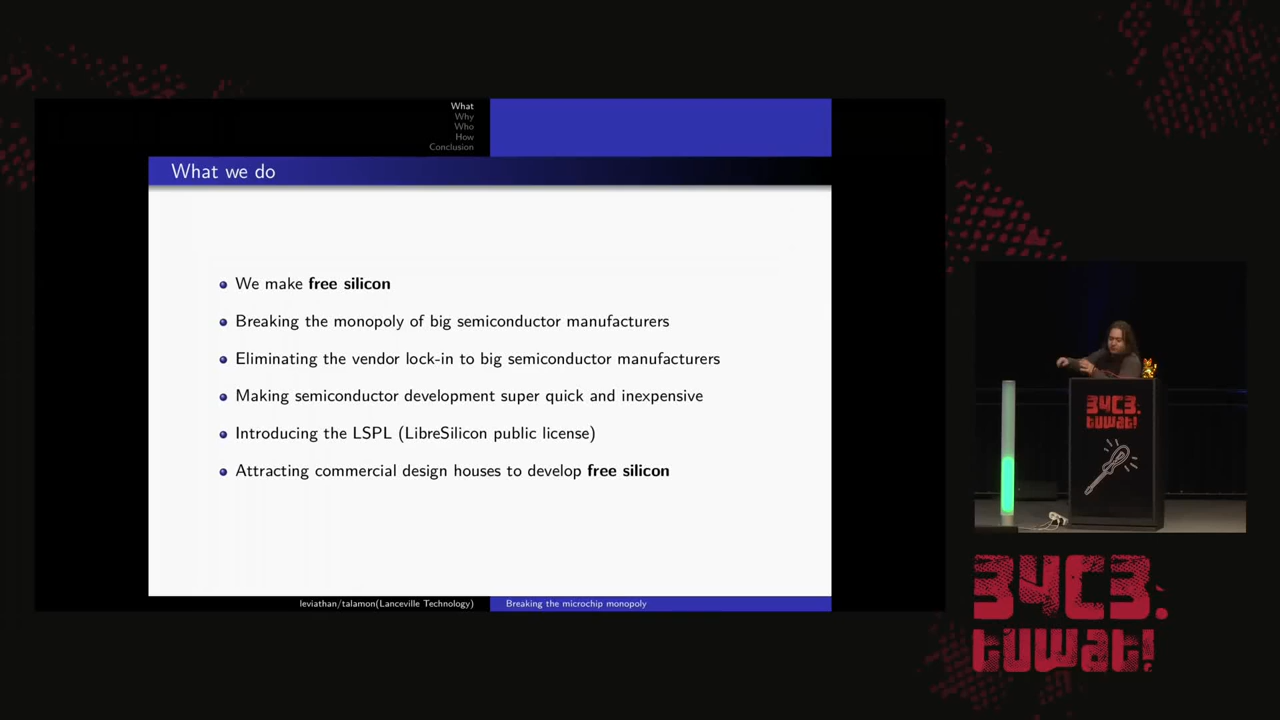 What
Why
Who
How
Conclusion
What we do
We make free silicon
Breaking the monopoly of big semiconductor manufacturers
Eliminating the vendor lock-in to big semiconductor manufacturers
Making semiconductor development super quick and inexpensive
Introducing the LSPL (LibreSilicon public license)
Attracting commercial design houses to develop free silicon
leviathan/talamon(Lanceville Technology)
Breaking the microchip monopoly
34C3.
tuwat!
34C3.
tuwat!